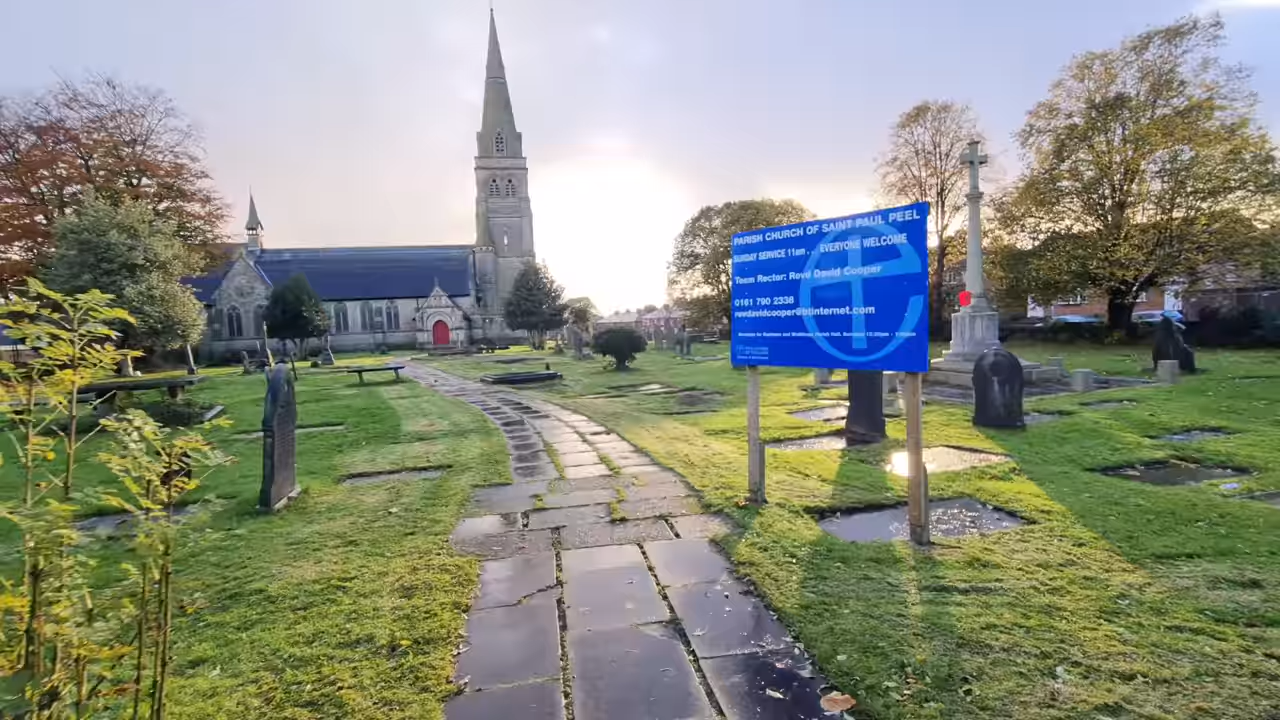 PARISH CHURCH OF SAINT PAUL PEEL
SUNDAY SERVICE 11am . . EVERYONE WELCOME
Team Rector: Revd David Cooper
0161 790 2338
revdavidcooper@btinternet.com